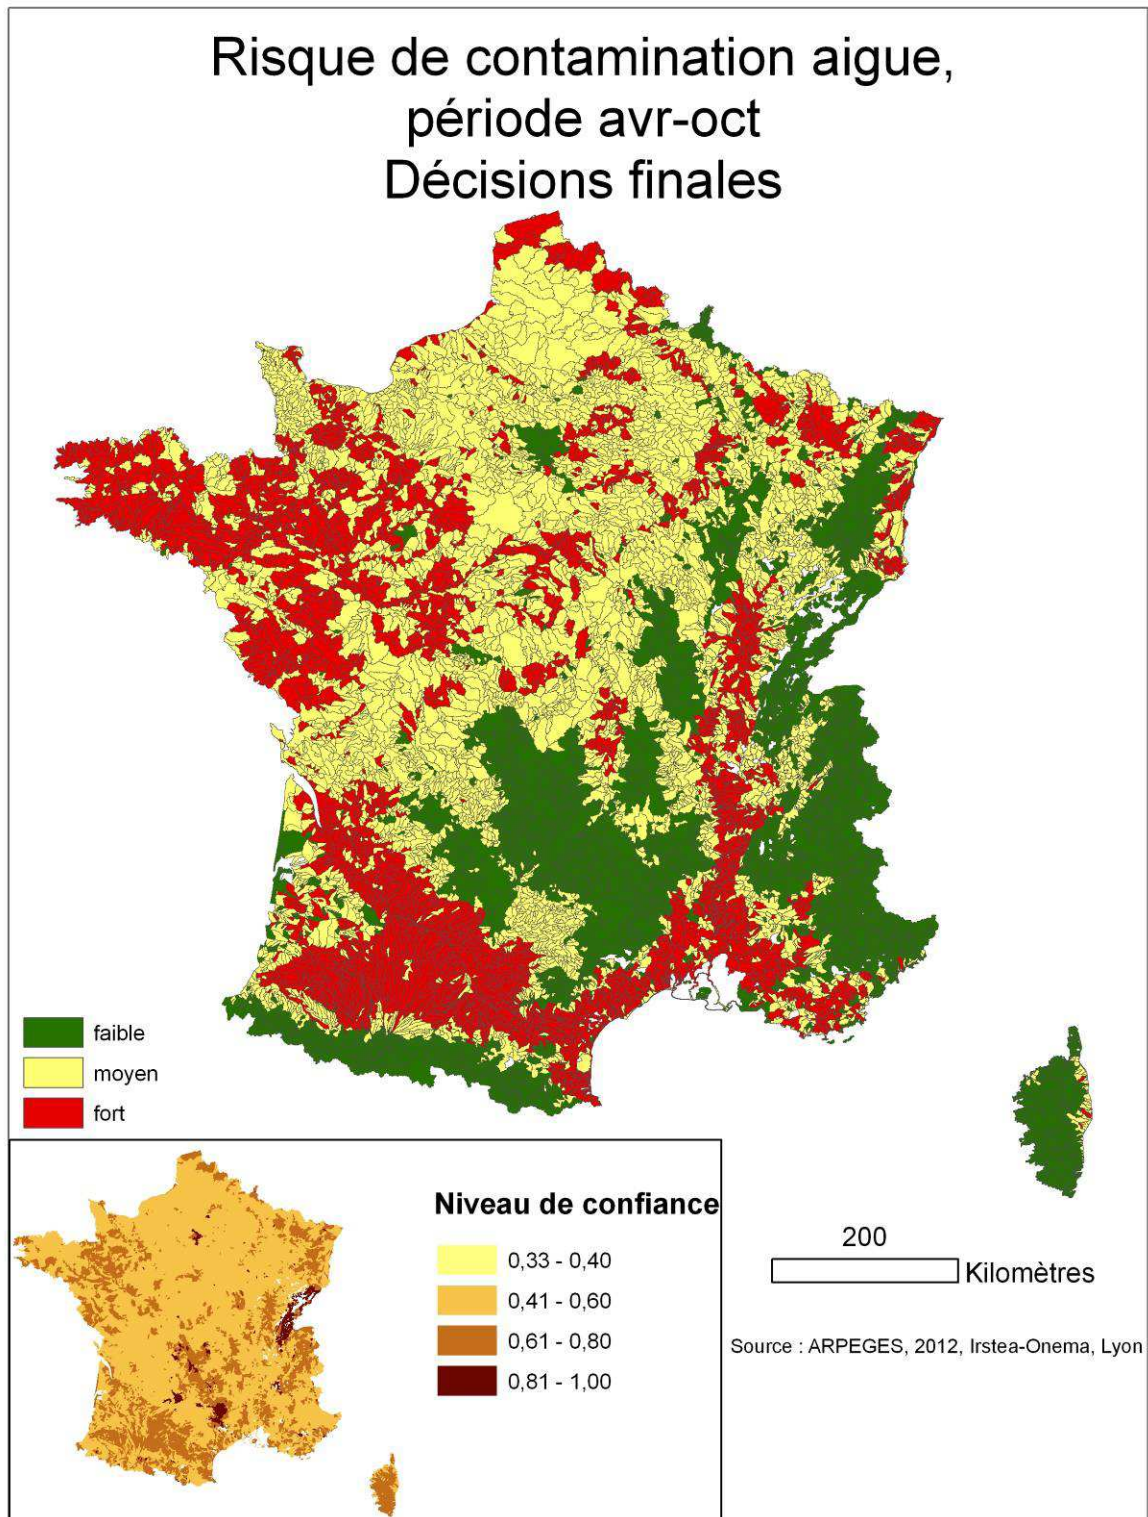 Risque de contamination aigue,
période avr-oct
Décisions finales
faible
moyen
fort
Niveau de confiance
0,33 - 0,40
0,41 - 0,60
0,61 - 0,80
0,81 - 1,00
200
Kilomètres
Source : ARPEGES, 2012, Irstea-Onema, Lyon